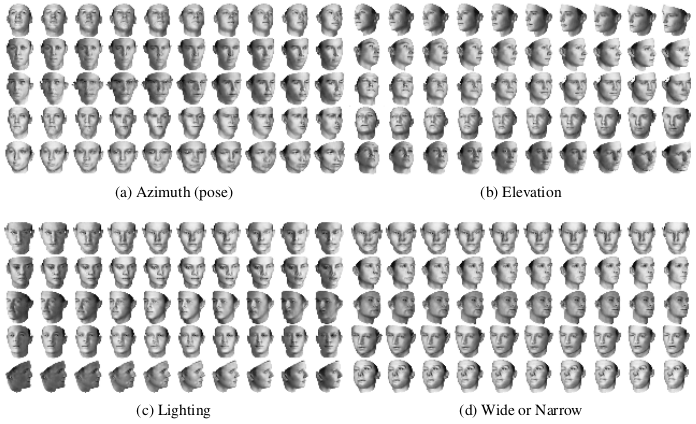 (a) Azimuth (pose)
(b) Elevation
(c) Lighting
(d) Wide or Narrow